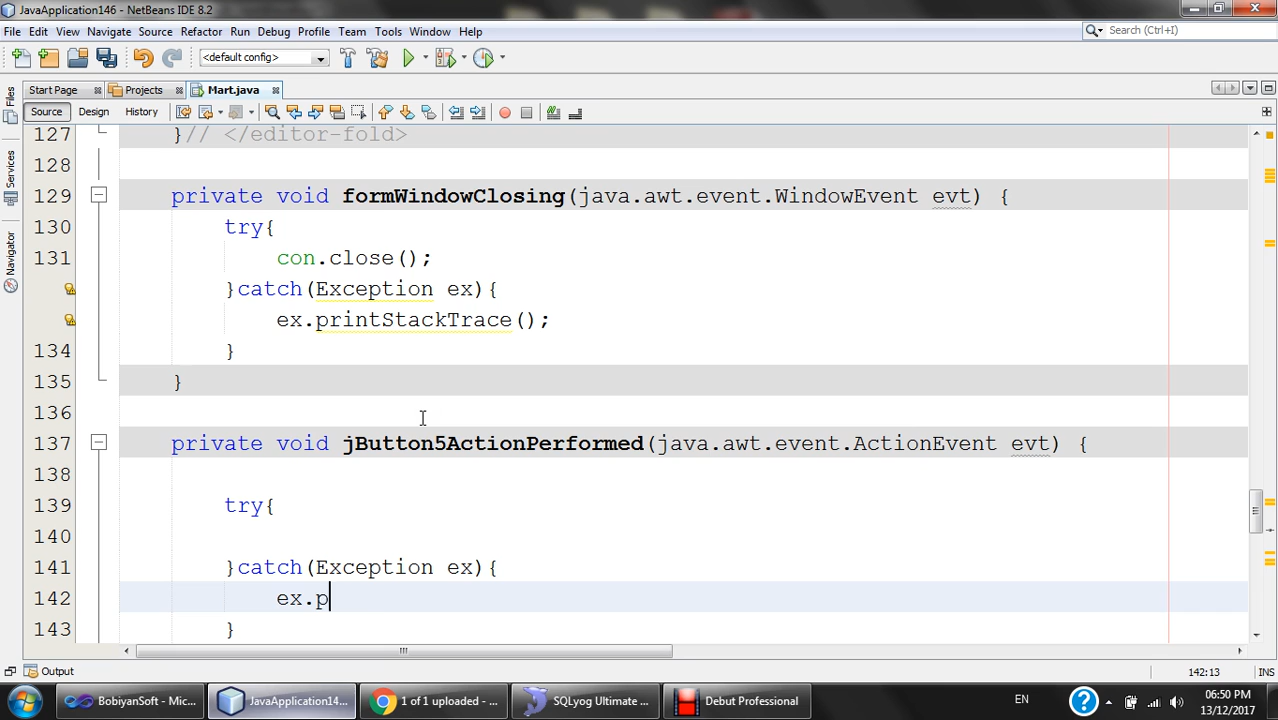 JavaApplication146 - NetBeans IDE 8.2
File Edit View Navigate Source Refactor Run Debug Profile Team Tools Window Help
Search (Ctrl+I)
<default config>
Start Page Projects Mart.java
Source Design History
Files
Services
Navigator
127 }// </editor-fold>
128
129 private void formWindowClosing(java.awt.event.WindowEvent evt) {
130 try{
131 con.close();
}catch(Exception ex){
ex.printStackTrace();
134 }
135 }
136
137 private void jButton5ActionPerformed(java.awt.event.ActionEvent evt) {
138
139 try{
140
141 }catch(Exception ex){
142 ex.p
143 }
Output
142:13 INS
BobiyanSoft - Mic... JavaApplication146... 1 of 1 uploaded - ... SQLyog Ultimate ... Debut Professional
EN
06:50 PM
13/12/2017